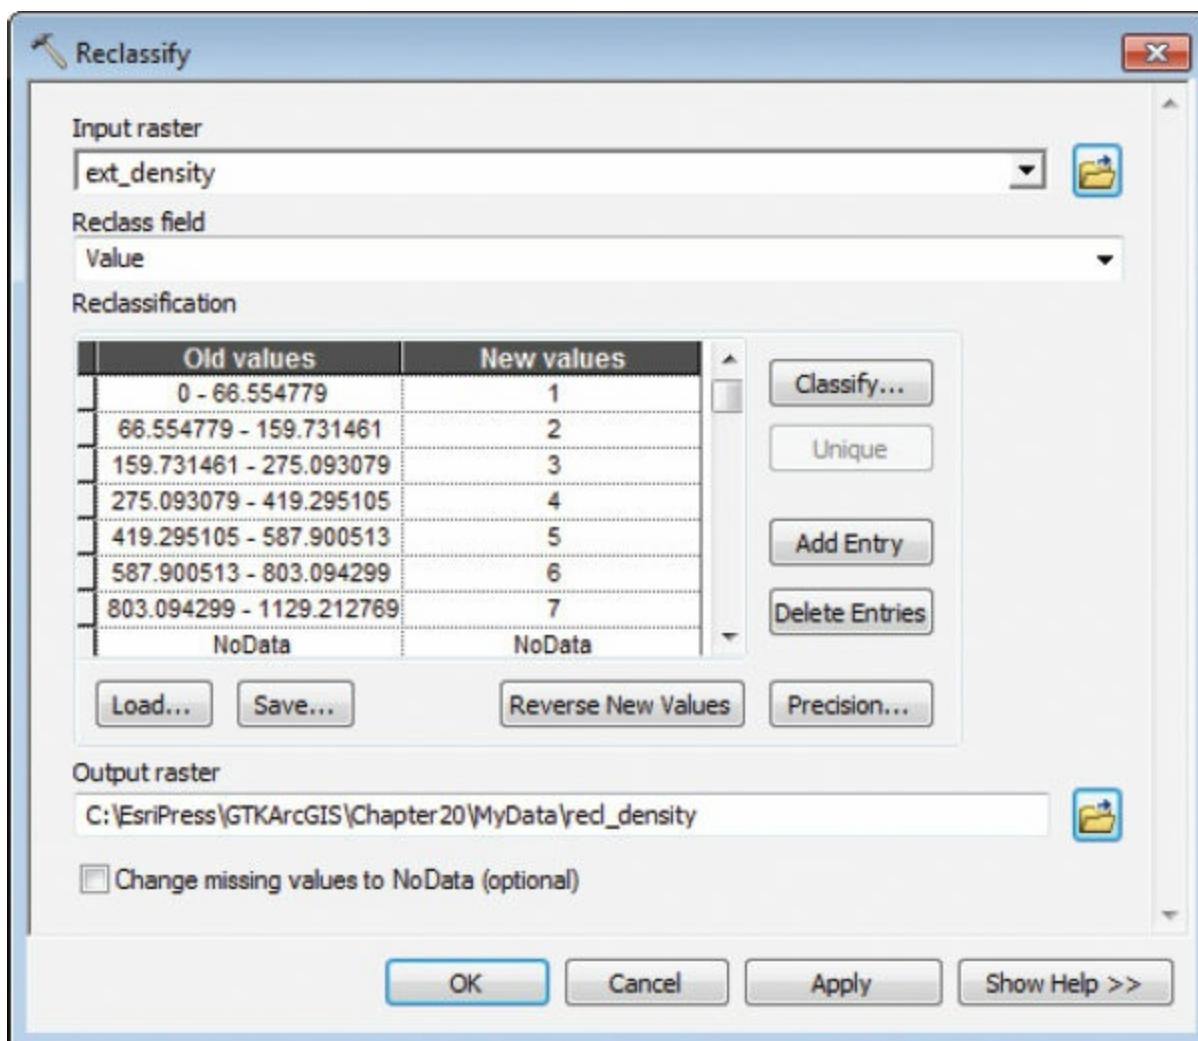 Reclassify
Input raster
ext_density
Reclass field
Value
Reclassification
Old values New values
0 - 66.554779 1
66.554779 - 159.731461 2
159.731461 - 275.093079 3
275.093079 - 419.295105 4
419.295105 - 587.900513 5
587.900513 - 803.094299 6
803.094299 - 1129.212769 7
NoData NoData
Classify...
Unique
Add Entry
Delete Entries
Load... Save... Reverse New Values Precision...
Output raster
C:\EsriPress\GTKArcGIS\Chapter20\MyData\recl_density
Change missing values to NoData (optional)
OK Cancel Apply Show Help >>